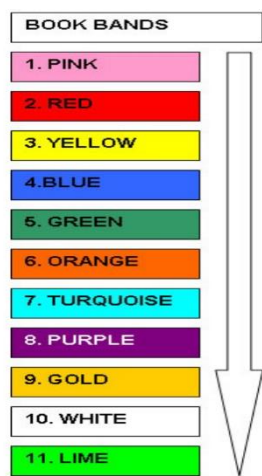 BOOK BANDS
1. PINK
2. RED
3. YELLOW
4.BLUE
5. GREEN
6. ORANGE
7. TURQUOISE
8. PURPLE
9. GOLD
10. WHITE
11. LIME